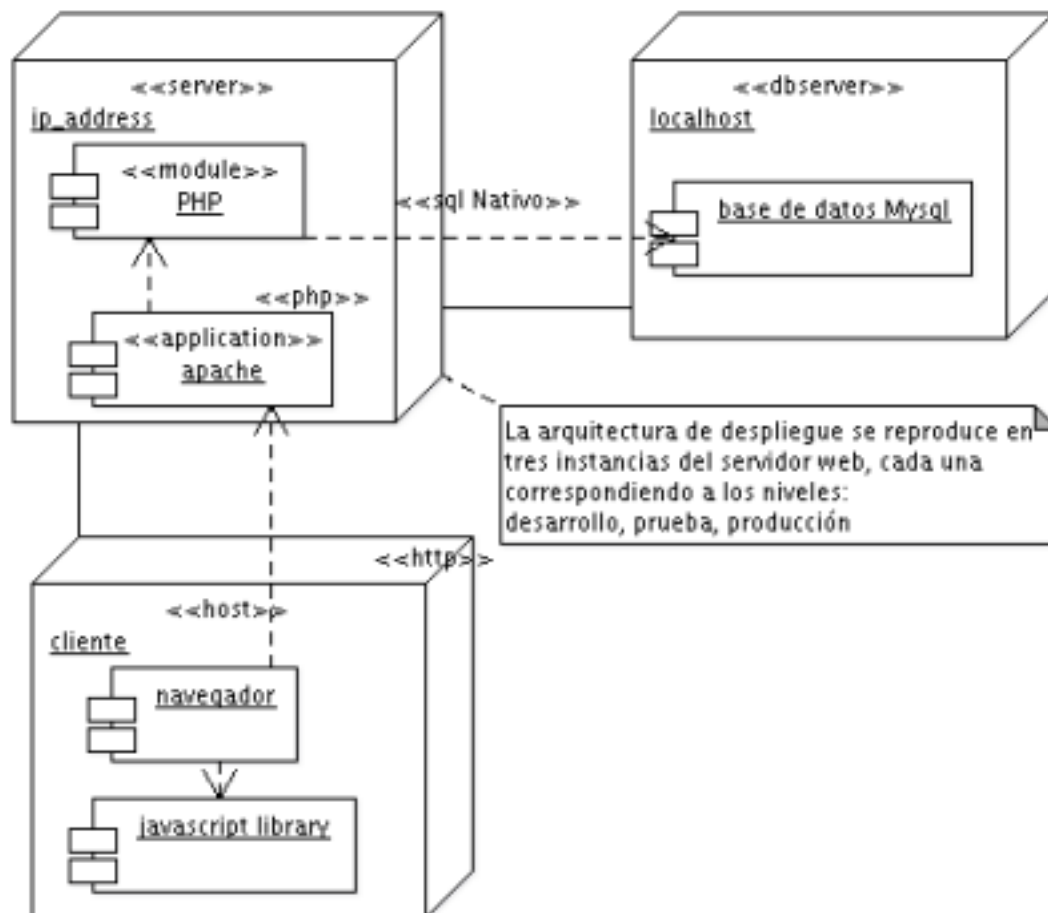 <<server>>
ip_address
<<module>>
PHP
<<sql Nativo>>
<<php>>
<<application>>
apache
<<dbserver>>
localhost
base de datos Mysql
La arquitectura de despliegue se reproduce en
tres instancias del servidor web, cada una
correspondiendo a los niveles:
desarrollo, prueba, producción
<<http>>
<<host>>
cliente
navegador
javascript library